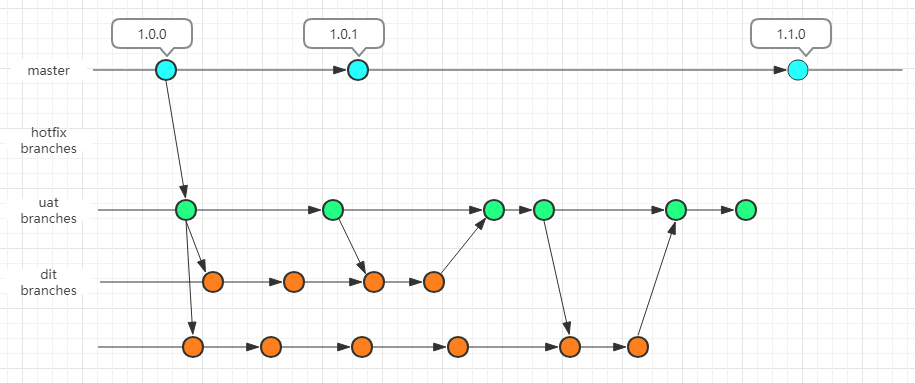 1.0.0
1.0.1
1.1.0
master
hotfix
branches
uat
branches
dit
branches